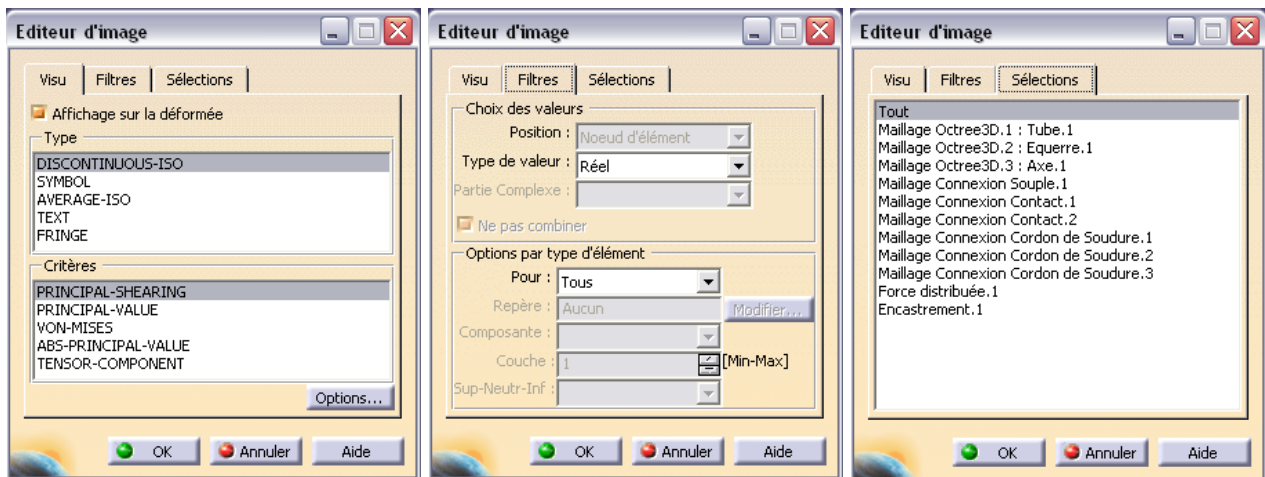 Editeur d'image
Visu Filtres Sélections
Affichage sur la déformée
Type
DISCONTINUOUS-ISO
SYMBOL
AVERAGE-ISO
TEXT
FRINGE
Critères
PRINCIPAL-SHEARING
PRINCIPAL-VALUE
VON-MISES
ABS-PRINCIPAL-VALUE
TENSOR-COMPONENT
Options...
OK Annuler Aide
Editeur d'image
Visu Filtres Sélections
Choix des valeurs
Position : Noeud d'élément
Type de valeur : Réel
Partie Complexe :
Ne pas combiner
Options par type d'élément
Pour : Tous
Repère : Aucun Modifier...
Composante :
Couche : 1 [Min-Max]
Sup-Neutr-Inf :
OK Annuler Aide
Editeur d'image
Visu Filtres Sélections
Tout
Maillage Octree3D.1 : Tube.1
Maillage Octree3D.2 : Equerre.1
Maillage Octree3D.3 : Axe.1
Maillage Connexion Souple.1
Maillage Connexion Contact.1
Maillage Connexion Contact.2
Maillage Connexion Cordon de Soudure.1
Maillage Connexion Cordon de Soudure.2
Maillage Connexion Cordon de Soudure.3
Force distribuée.1
Encastrement.1
OK Annuler Aide